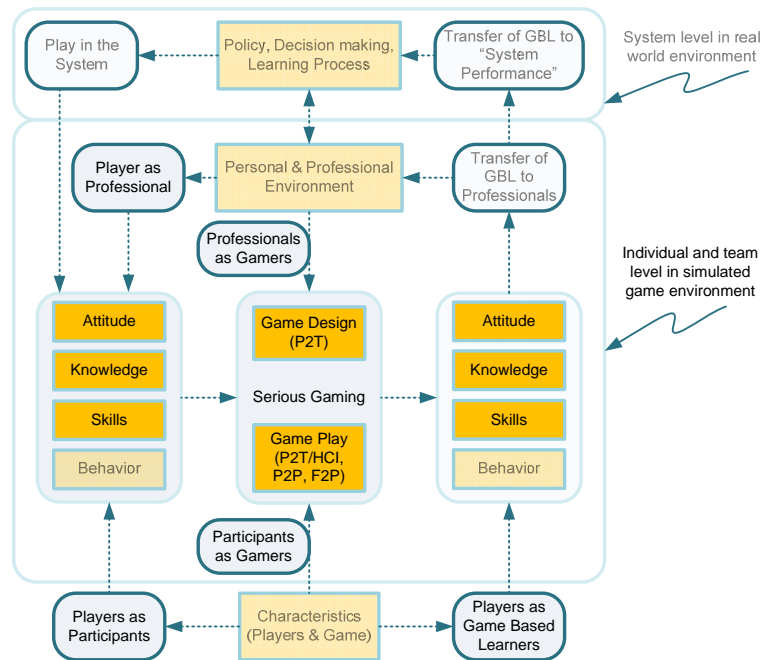 Play in the
System
Policy, Decision making,
Learning Process
Transfer of GBL to
“System
Performance”
System level in real
world environment
Player as
Professional
Personal & Professional
Environment
Transfer of
GBL to
Professionals
Professionals
as Gamers
Individual and team
level in simulated
game environment
Attitude
Knowledge
Skills
Behavior
Game Design
(P2T)
Serious Gaming
Game Play
(P2T/HCI,
P2P, F2P)
Attitude
Knowledge
Skills
Behavior
Participants
as Gamers
Players as
Participants
Characteristics
(Players & Game)
Players as
Game Based
Learners